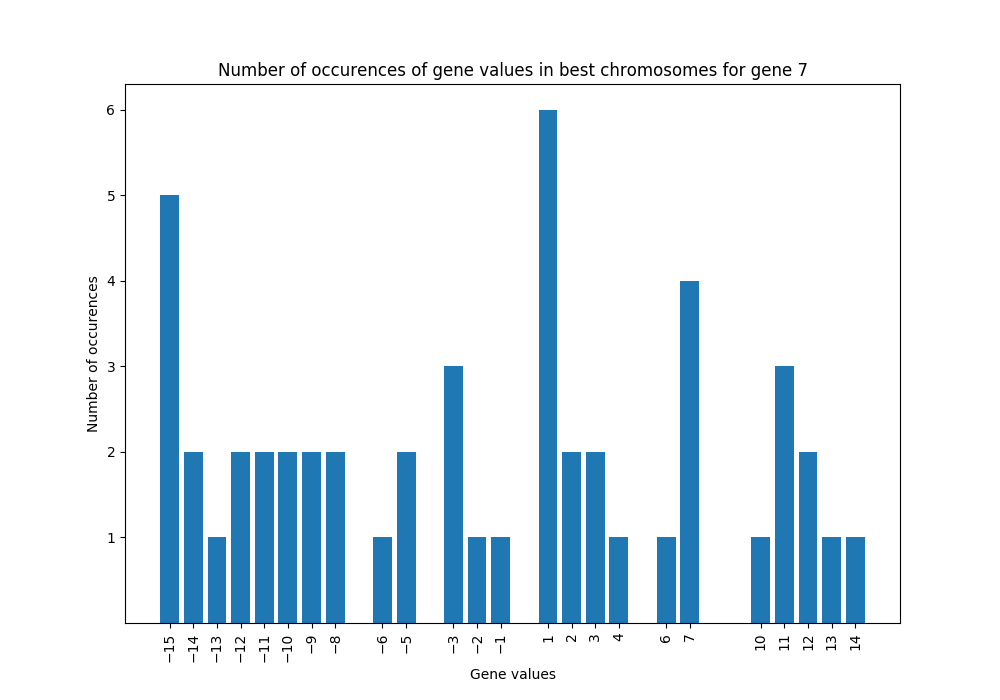 Number of occurences of gene values in best chromosomes for gene 7
6
5
4
3
2
1
Number of occurences
−15 −14 −13 −12 −11 −10 −9 −8 −6 −5 −3 −2 −1 1 2 3 4 6 7 10 11 12 13 14
Gene values